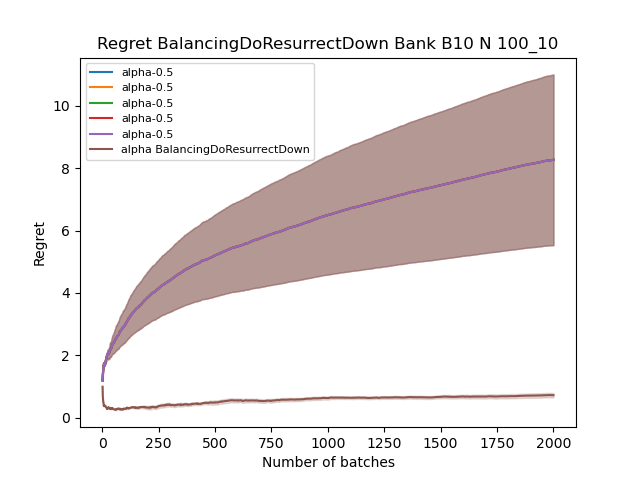 Regret BalancingDoResurrectDown Bank B10 N 100_10
alpha-0.5
alpha-0.5
alpha-0.5
alpha-0.5
alpha-0.5
alpha BalancingDoResurrectDown
Regret
10
8
6
4
2
0
0 250 500 750 1000 1250 1500 1750 2000
Number of batches